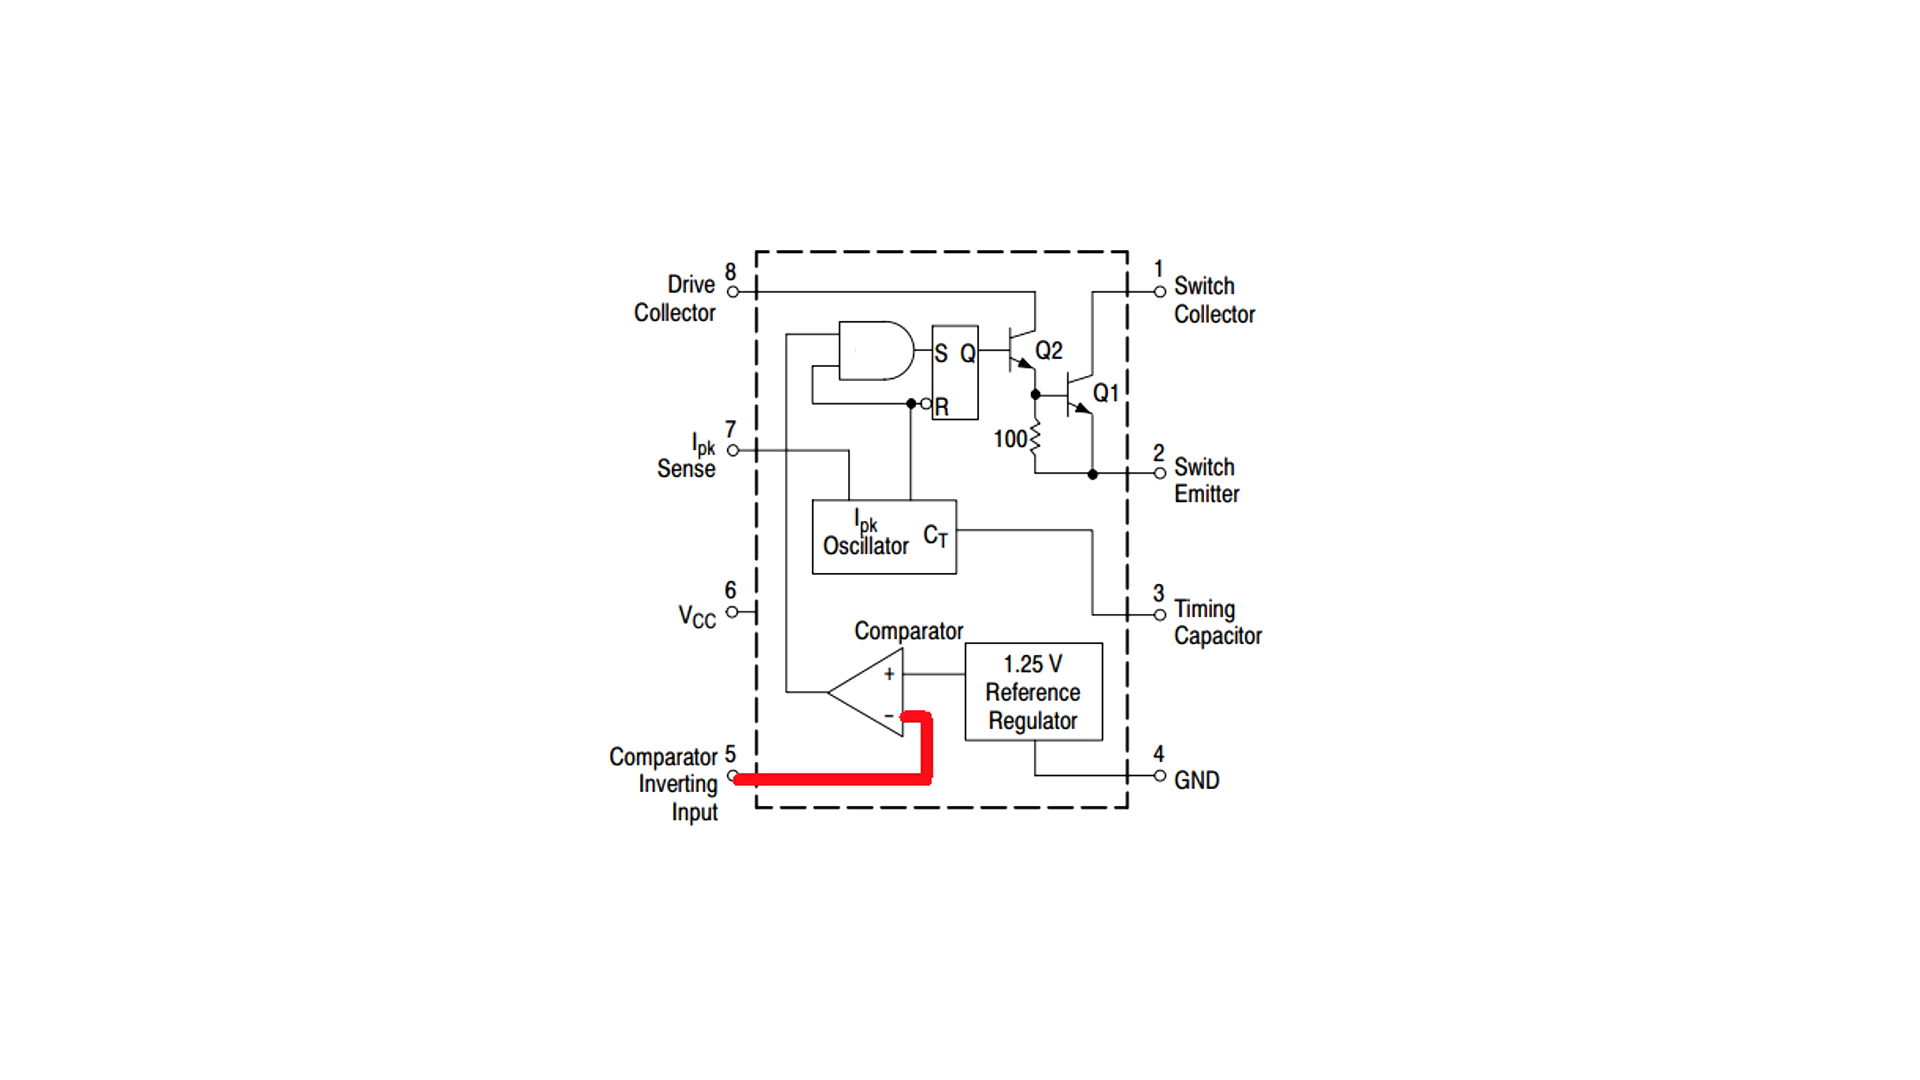 8
Drive
Collector
1
Switch
Collector
S Q
R
Q2
Q1
100
7
Ipk
Sense
2
Switch
Emitter
Ipk
Oscillator
CT
6
VCC
3
Timing
Capacitor
Comparator
+
-
1.25 V
Reference
Regulator
Comparator 5
Inverting
Input
4
GND